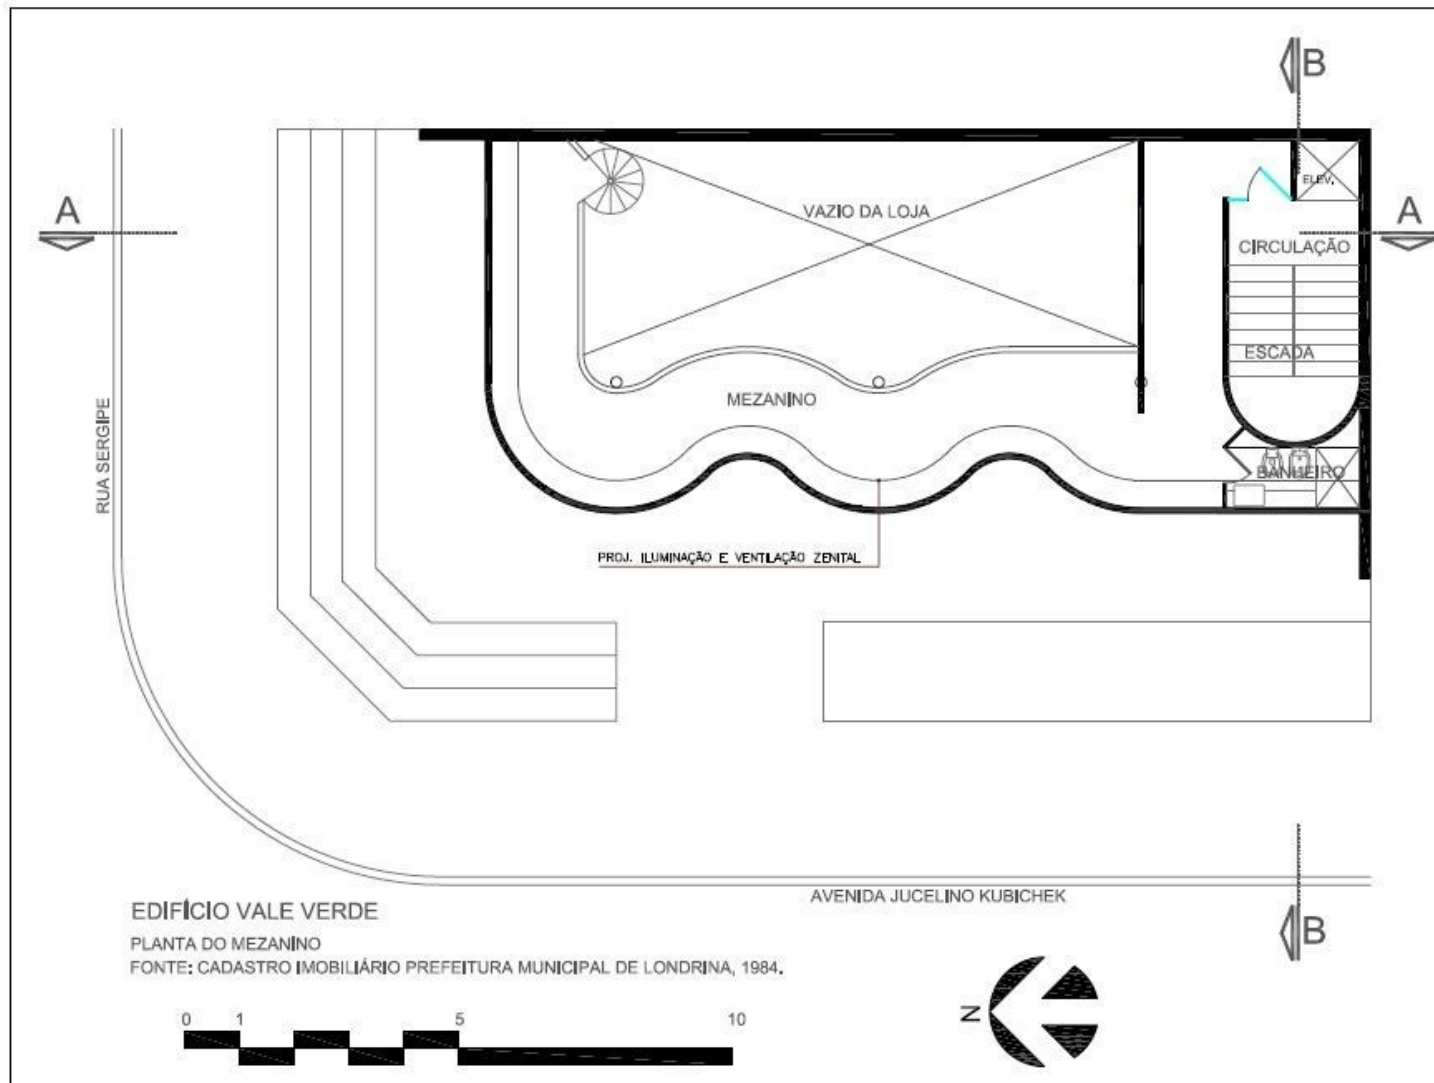 B
A
VAZIO DA LOJA
ELEV.
A
CIRCULAÇÃO
ESCADA
MEZANINO
RUA SERGIPE
BANHEIRO
PROJ. ILUMINAÇÃO E VENTILAÇÃO ZENITAL
AVENIDA JUCELINO KUBICHEK
B
EDIFÍCIO VALE VERDE
PLANTA DO MEZANINO
FONTE: CADASTRO IMOBILIÁRIO PREFEITURA MUNICIPAL DE LONDRINA, 1984.
0 1 5 10
N